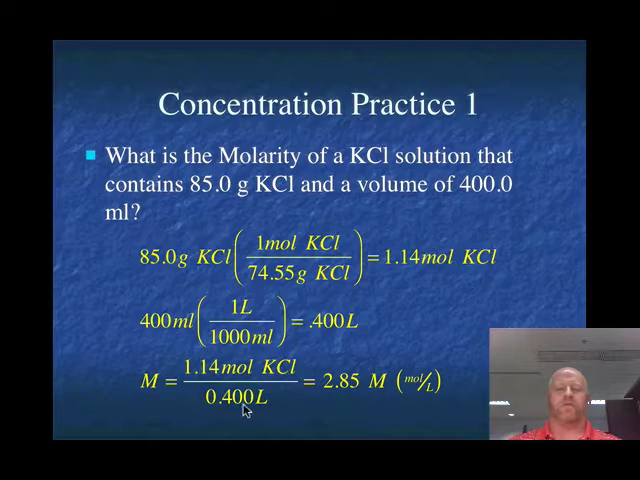 Concentration Practice 1
What is the Molarity of a KCl solution that
contains 85.0 g KCl and a volume of 400.0
ml?
85.0g KCl(1mol KCl/74.55g KCl) = 1.14mol KCl
400ml(1L/1000ml) = .400L
M = 1.14mol KCl/0.400L = 2.85 M (mol/L)